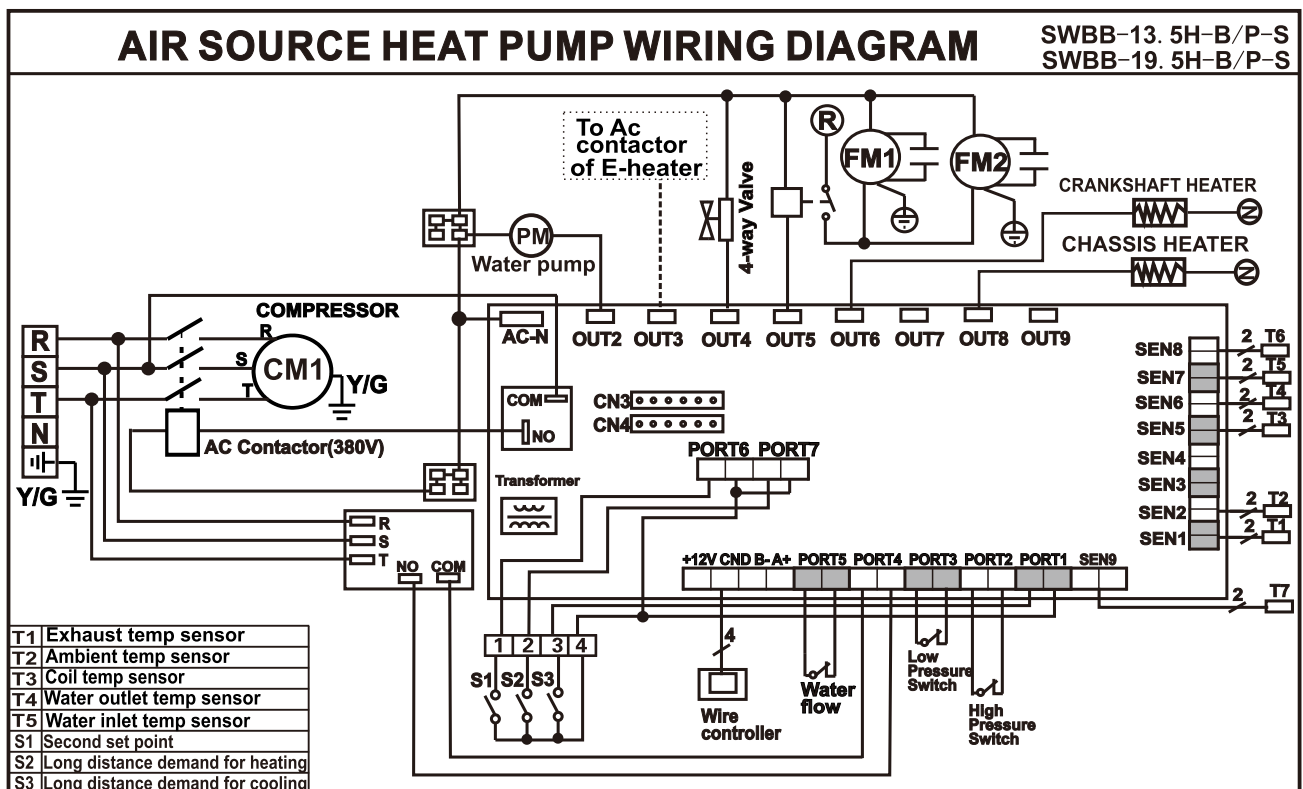 AIR SOURCE HEAT PUMP WIRING DIAGRAM
SWBB-13. 5H-B/P-S
SWBB-19. 5H-B/P-S
To Ac
contactor
of E-heater
R
FM1
FM2
4-way Valve
CRANKSHAFT HEATER
N
CHASSIS HEATER
N
PM
Water pump
COMPRESSOR
R
S
T
CM1
Y/G
R
S
T
N
Y/G
AC Contactor(380V)
AC-N
OUT2
OUT3
OUT4
OUT5
OUT6
OUT7
OUT8
OUT9
COM
NO
CN3
CN4
PORT6 PORT7
Transformer
SEN8
SEN7
SEN6
SEN5
SEN4
SEN3
SEN2
SEN1
2 T6
2 T5
2 T4
2 T3
2 T2
2 T1
R
S
T
NO COM
+12V CND B- A+ PORT5 PORT4 PORT3 PORT2 PORT1 SEN9
2 T7
1 2 3 4
S1 S2 S3
4
Wire
controller
Water
flow
Low
Pressure
Switch
High
Pressure
Switch
T1 Exhaust temp sensor
T2 Ambient temp sensor
T3 Coil temp sensor
T4 Water outlet temp sensor
T5 Water inlet temp sensor
S1 Second set point
S2 Long distance demand for heating
S3 Long distance demand for cooling